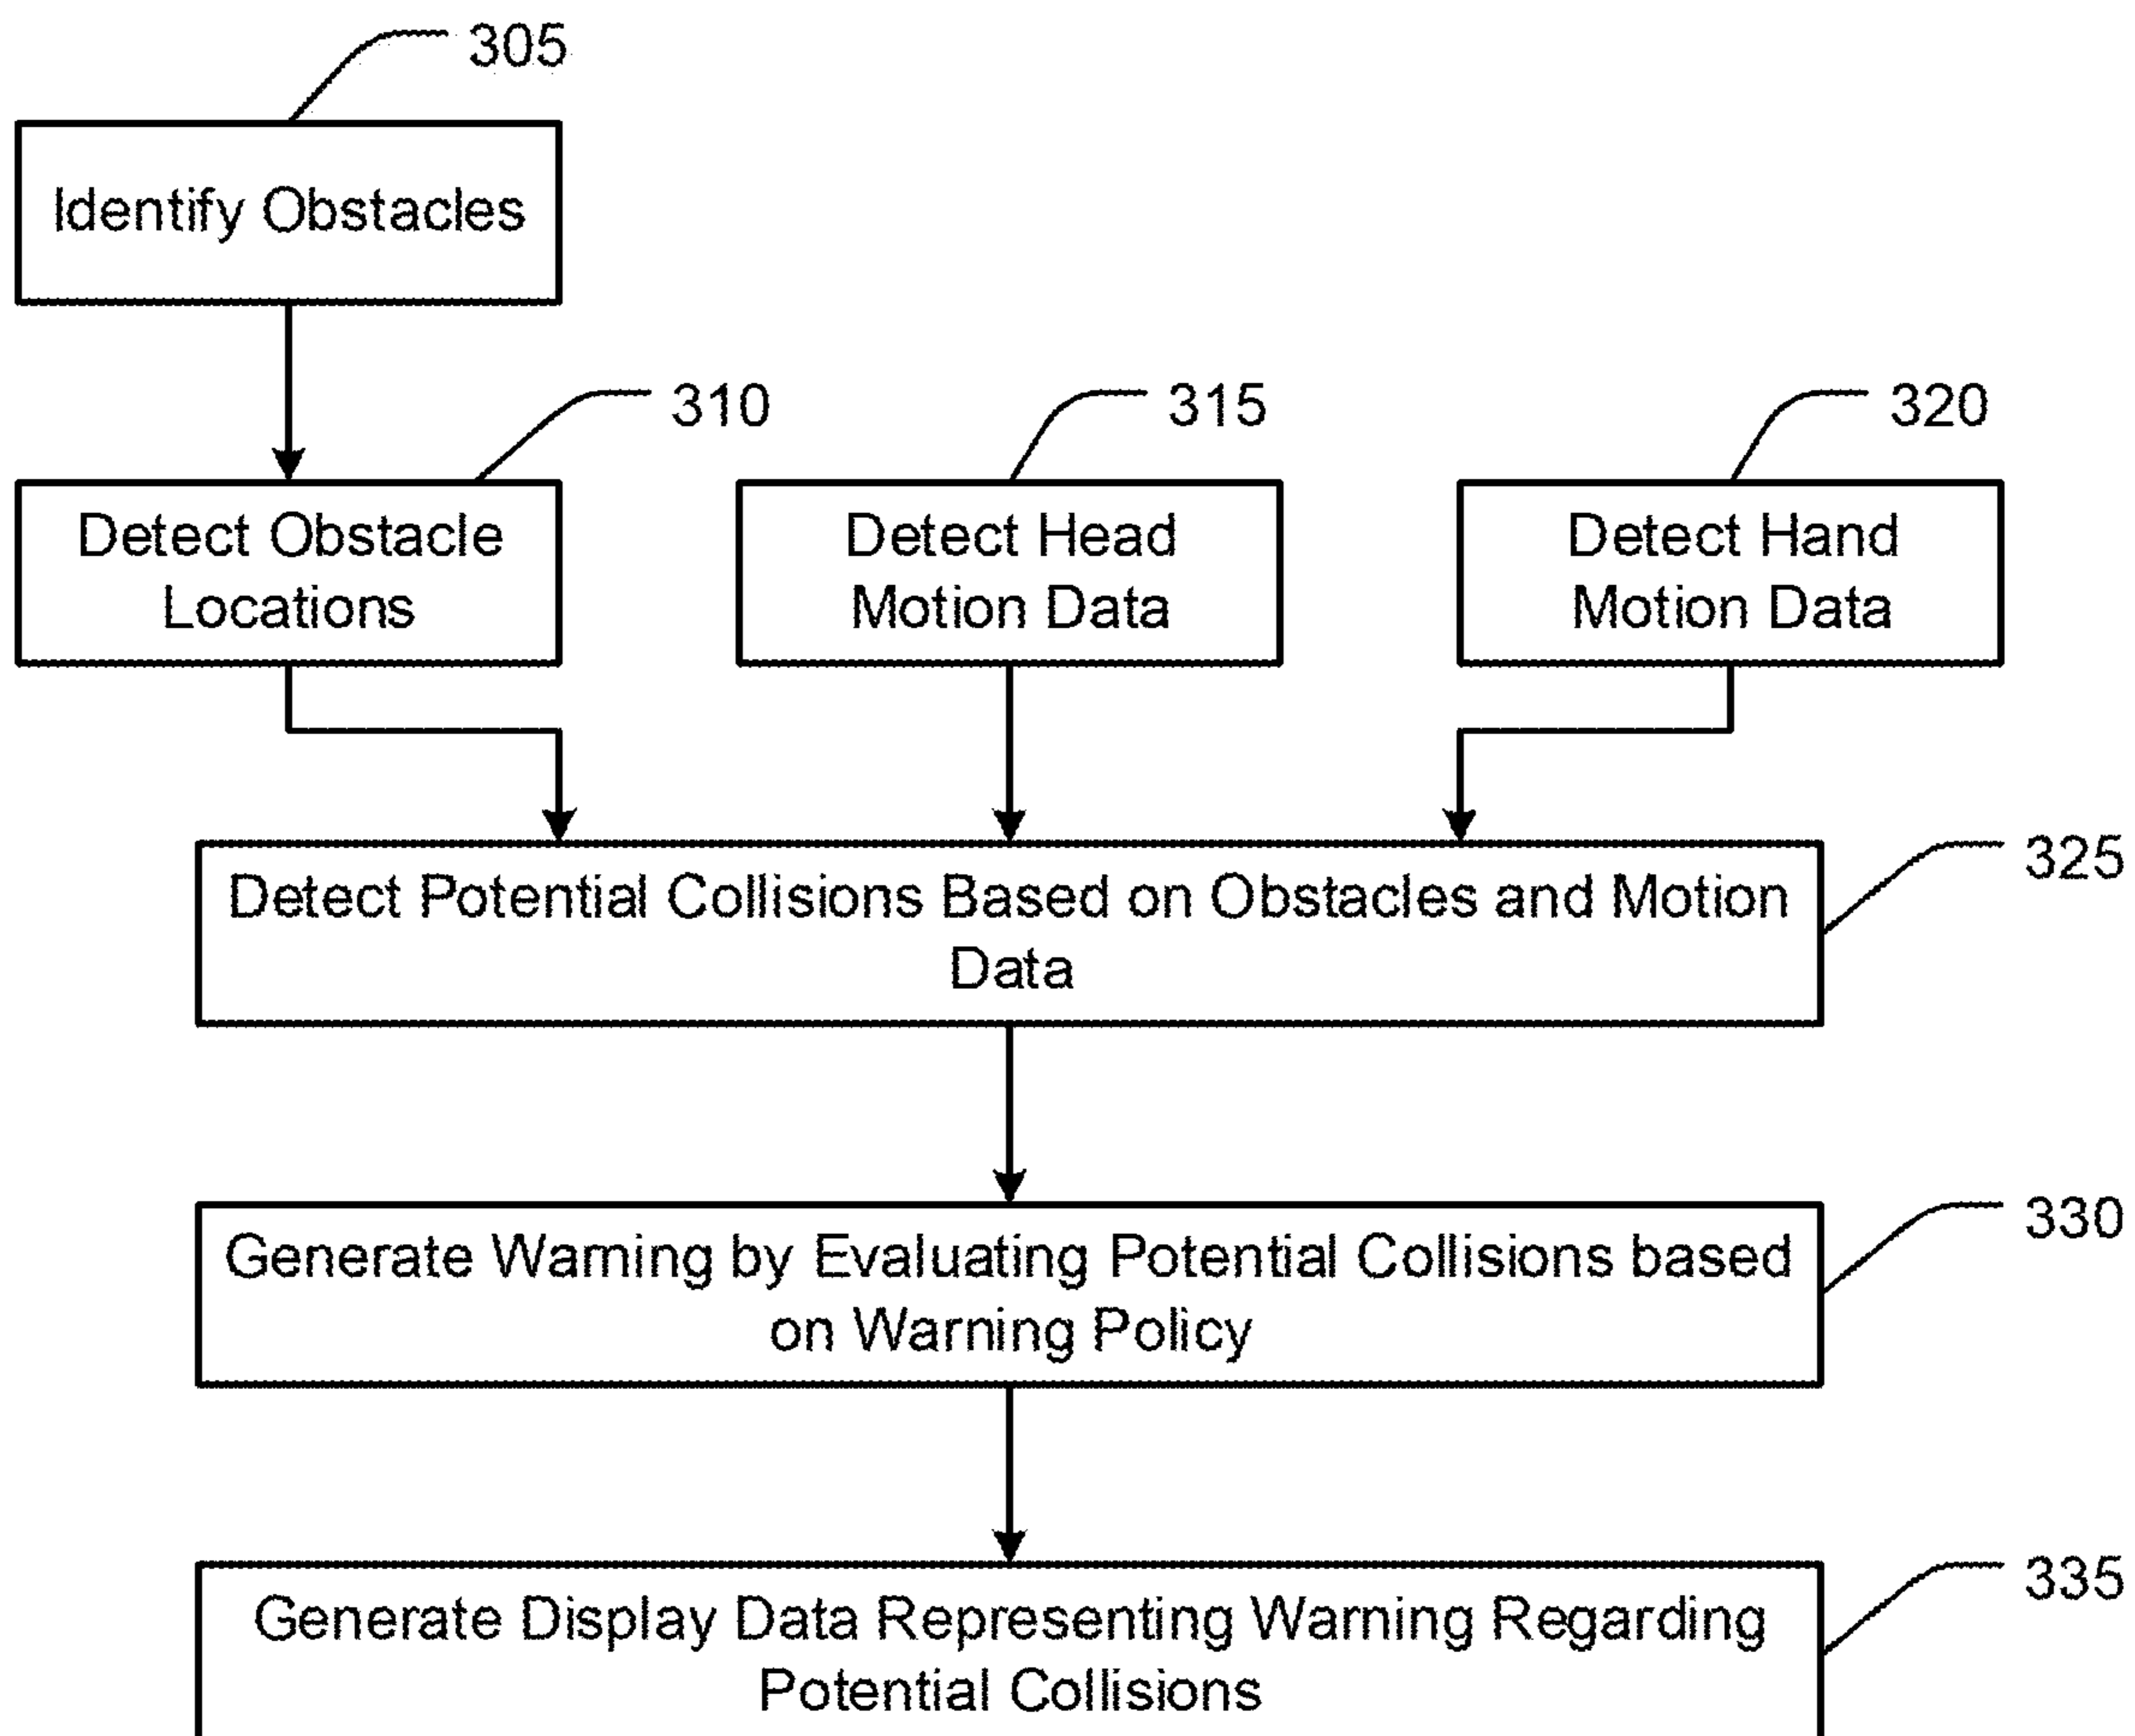 305
Identify Obstacles
310
315
320
Detect Obstacle
Locations
Detect Head
Motion Data
Detect Hand
Motion Data
325
Detect Potential Collisions Based on Obstacles and Motion
Data
330
Generate Warning by Evaluating Potential Collisions based
on Warning Policy
335
Generate Display Data Representing Warning Regarding
Potential Collisions